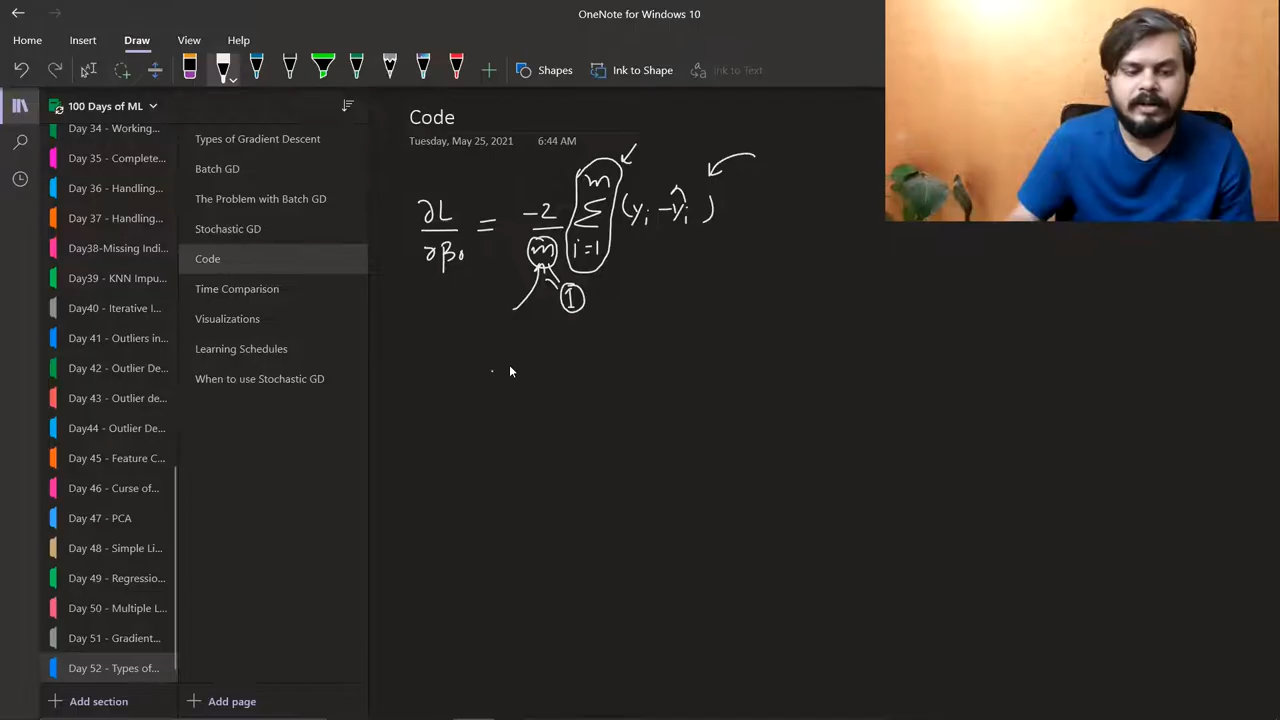 OneNote for Windows 10
Home Insert Draw View Help
Shapes Ink to Shape Ink to Text
100 Days of ML
Day 34 - Working...
Day 35 - Complete...
Day 36 - Handling...
Day 37 - Handling...
Day38-Missing Indi...
Day39 - KNN Impu...
Day40 - Iterative I...
Day 41 - Outliers in...
Day 42 - Outlier De...
Day 43 - Outlier de...
Day44 - Outlier De...
Day 45 - Feature C...
Day 46 - Curse of...
Day 47 - PCA
Day 48 - Simple Li...
Day 49 - Regressio...
Day 50 - Multiple L...
Day 51 - Gradient...
Day 52 - Types of...
Add section
Types of Gradient Descent
Batch GD
The Problem with Batch GD
Stochastic GD
Code
Time Comparison
Visualizations
Learning Schedules
When to use Stochastic GD
Add page
Code
Tuesday, May 25, 2021 6:44 AM
∂L/∂β₀ = -2/m Σ_{i=1}^{m} (yᵢ - ŷᵢ)
1